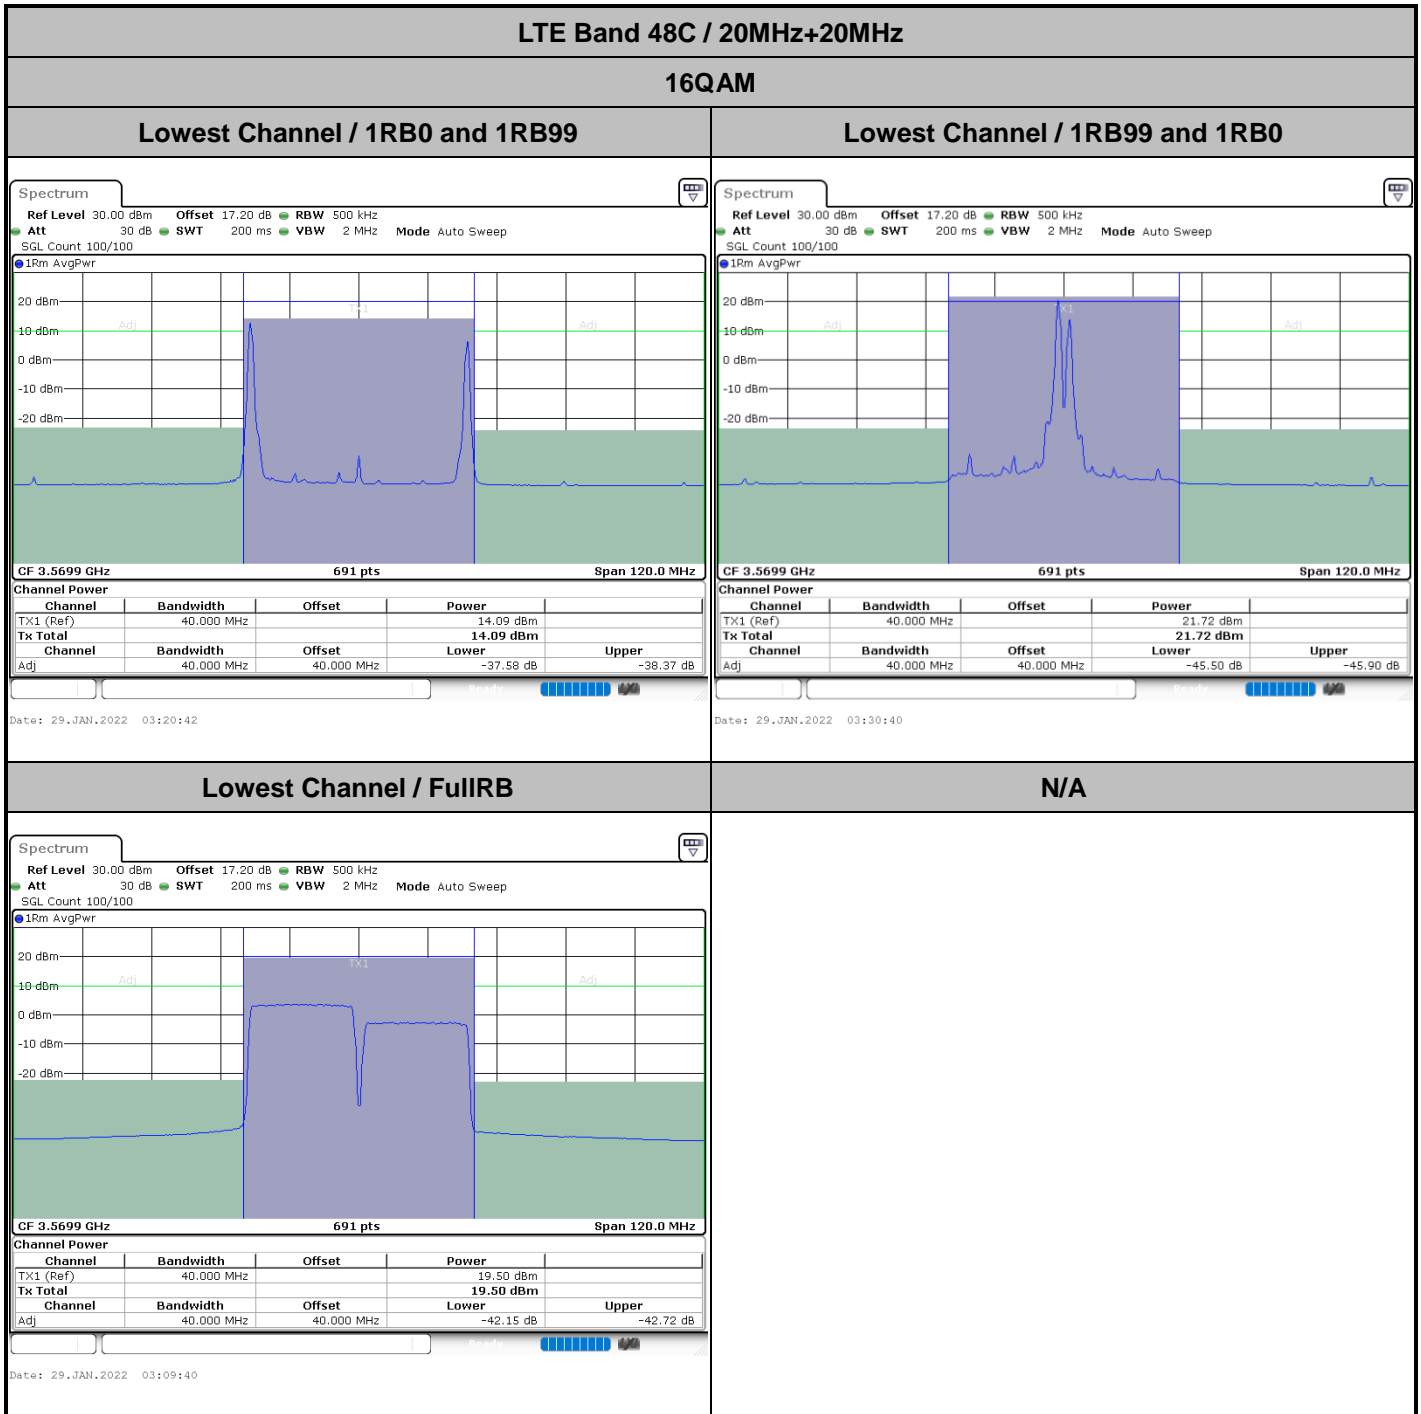 LTE Band 48C / 20MHz+20MHz
16QAM
Lowest Channel / 1RB0 and 1RB99
Lowest Channel / 1RB99 and 1RB0
Spectrum
Ref Level 30.00 dBm Offset 17.20 dB RBW 500 kHz
Att 30 dB SWT 200 ms VBW 2 MHz Mode Auto Sweep
SGL Count 100/100
1Rm AvgPwr
TX1
20 dBm
Adj
Adj
10 dBm
0 dBm
-10 dBm
-20 dBm
CF 3.5699 GHz 691 pts Span 120.0 MHz
Channel Power
Channel Bandwidth Offset Power
TX1 (Ref) 40.000 MHz 14.09 dBm
Tx Total 14.09 dBm
Channel Bandwidth Offset Lower Upper
Adj 40.000 MHz 40.000 MHz -37.58 dB -38.37 dB
Ready
Date: 29.JAN.2022 03:20:42
Spectrum
Ref Level 30.00 dBm Offset 17.20 dB RBW 500 kHz
Att 30 dB SWT 200 ms VBW 2 MHz Mode Auto Sweep
SGL Count 100/100
1Rm AvgPwr
20 dBm
TX1
Adj
Adj
10 dBm
0 dBm
-10 dBm
-20 dBm
CF 3.5699 GHz 691 pts Span 120.0 MHz
Channel Power
Channel Bandwidth Offset Power
TX1 (Ref) 40.000 MHz 21.72 dBm
Tx Total 21.72 dBm
Channel Bandwidth Offset Lower Upper
Adj 40.000 MHz 40.000 MHz -45.50 dB -45.90 dB
Ready
Date: 29.JAN.2022 03:30:40
Lowest Channel / FullRB
N/A
Spectrum
Ref Level 30.00 dBm Offset 17.20 dB RBW 500 kHz
Att 30 dB SWT 200 ms VBW 2 MHz Mode Auto Sweep
SGL Count 100/100
1Rm AvgPwr
20 dBm
TX1
Adj
Adj
10 dBm
0 dBm
-10 dBm
-20 dBm
CF 3.5699 GHz 691 pts Span 120.0 MHz
Channel Power
Channel Bandwidth Offset Power
TX1 (Ref) 40.000 MHz 19.50 dBm
Tx Total 19.50 dBm
Channel Bandwidth Offset Lower Upper
Adj 40.000 MHz 40.000 MHz -42.15 dB -42.72 dB
Ready
Date: 29.JAN.2022 03:09:40